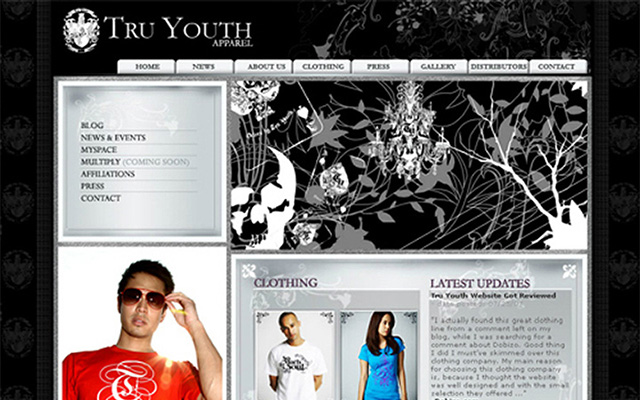 TRU YOUTH
APPAREL
HOME
NEWS
ABOUT US
CLOTHING
PRESS
GALLERY
DISTRIBUTORS
CONTACT
BLOG
NEWS & EVENTS
MYSPACE
MULTIPLY (COMING SOON)
AFFILIATIONS
PRESS
CONTACT
CLOTHING
LATEST UPDATES
Tru Youth Website Got Reviewed
"I actually found this great clothing
line from a comment left on my
blog, while I was searching for a
comment about Dobizo. Good thing
I did I must've skimmed over this
clothing company. My main reason
for choosing this clothing company
is, because I thought the website
was well designed and with the small
selection they offered ..."